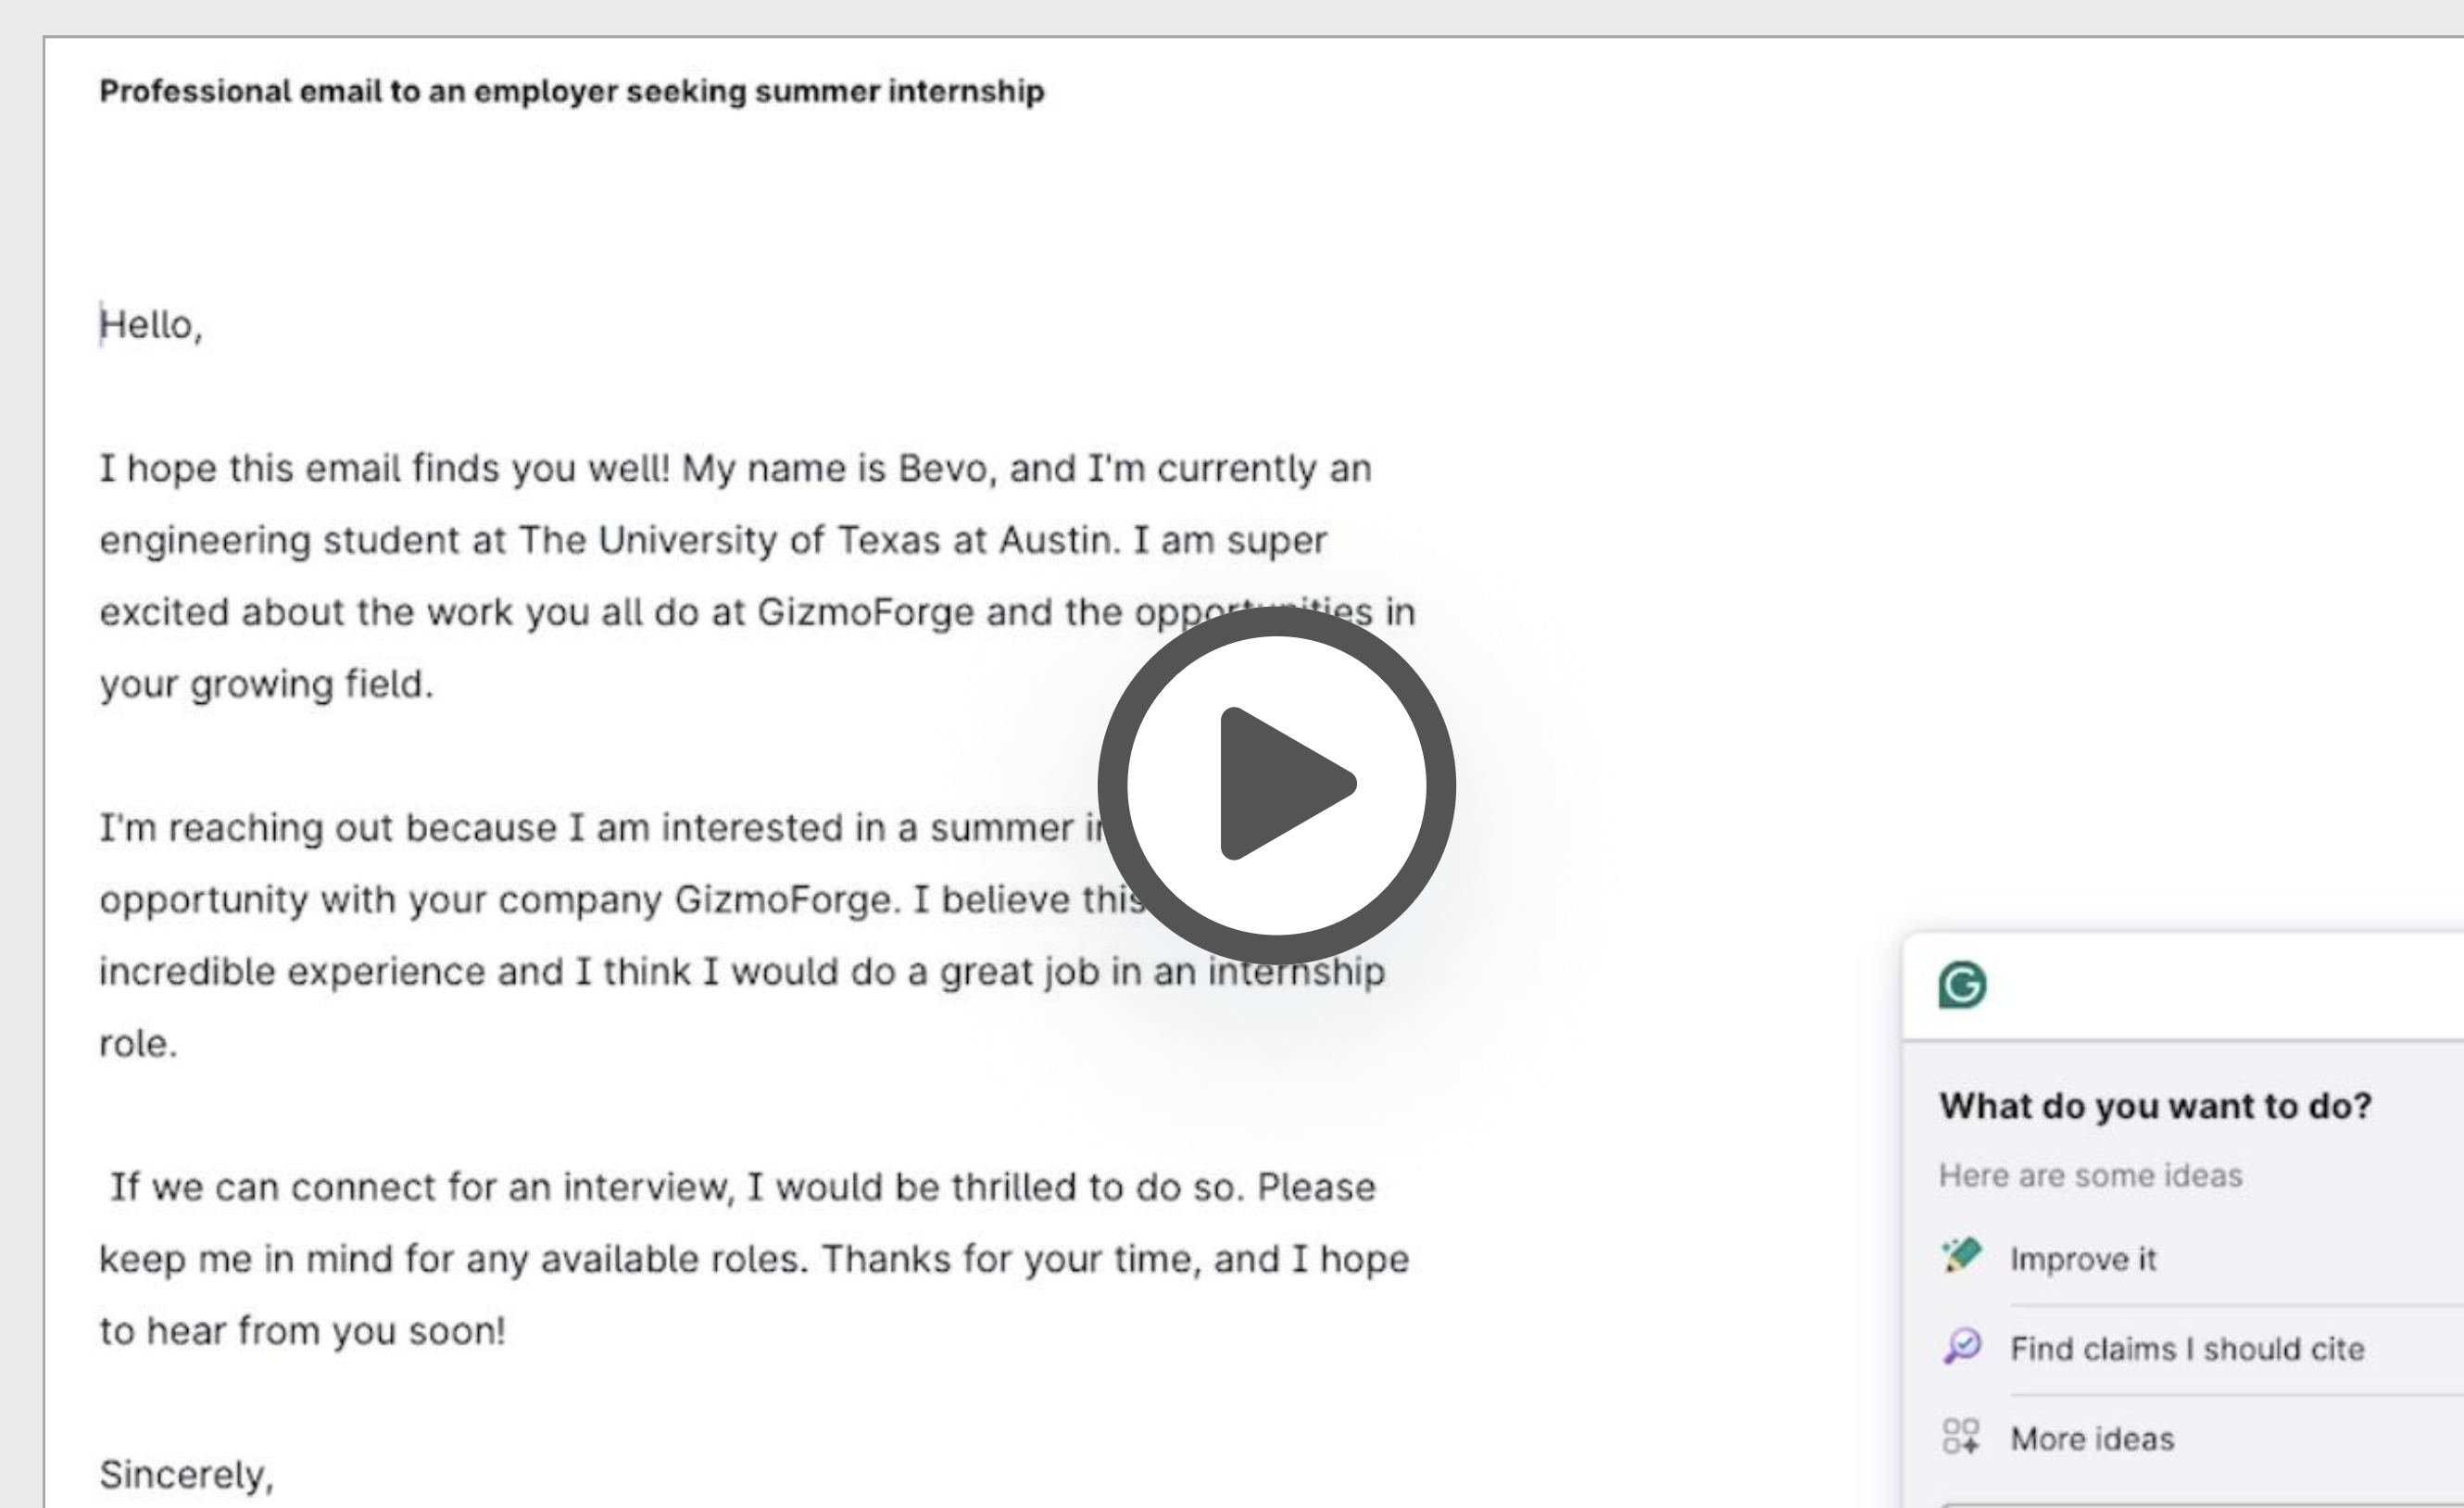 Professional email to an employer seeking summer internship
Hello,
I hope this email finds you well! My name is Bevo, and I'm currently an
engineering student at The University of Texas at Austin. I am super
excited about the work you all do at GizmoForge and the opportunities in
your growing field.
I'm reaching out because I am interested in a summer
opportunity with your company GizmoForge. I believe this
incredible experience and I think I would do a great job in an internship
role.
If we can connect for an interview, I would be thrilled to do so. Please
keep me in mind for any available roles. Thanks for your time, and I hope
to hear from you soon!
Sincerely,
G
What do you want to do?
Here are some ideas
Improve it
Find claims I should cite
More ideas